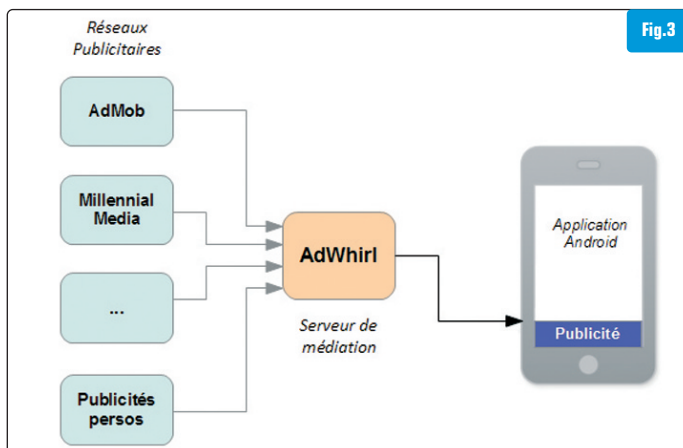 Fig.3
Réseaux
Publicitaires
AdMob
Millennial
Media
...
Publicités
persos
AdWhirl
Serveur de
médiation
Application
Android
Publicité